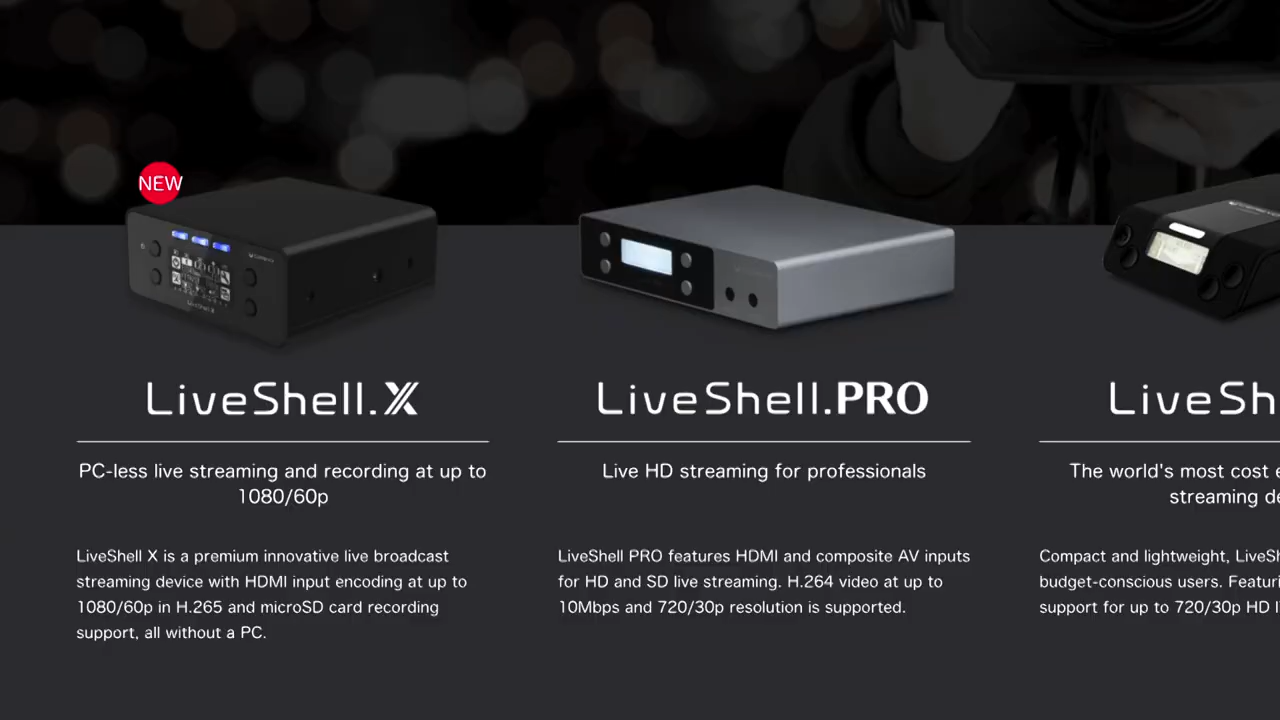 NEW
LiveShell.X
PC-less live streaming and recording at up to
1080/60p
LiveShell X is a premium innovative live broadcast
streaming device with HDMI input encoding at up to
1080/60p in H.265 and microSD card recording
support, all without a PC.
LiveShell.PRO
Live HD streaming for professionals
LiveShell PRO features HDMI and composite AV inputs
for HD and SD live streaming. H.264 video at up to
10Mbps and 720/30p resolution is supported.
LiveSh
The world's most cost
streaming
Compact and lightweight,
budget-conscious users.
support for up to 720/30p HD